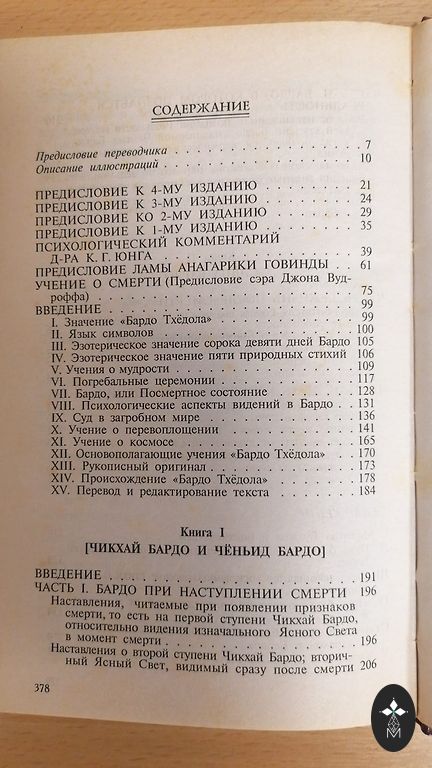 СОДЕРЖАНИЕ
Предисловие переводчика . . . . . . . . . . . . . . . 7
Описание иллюстраций . . . . . . . . . . . . . . . . 10
ПРЕДИСЛОВИЕ К 4-МУ ИЗДАНИЮ . . . . . . . . 21
ПРЕДИСЛОВИЕ К 3-МУ ИЗДАНИЮ . . . . . . . . 24
ПРЕДИСЛОВИЕ КО 2-МУ ИЗДАНИЮ . . . . . . . 29
ПРЕДИСЛОВИЕ К 1-МУ ИЗДАНИЮ . . . . . . . . 35
ПСИХОЛОГИЧЕСКИЙ КОММЕНТАРИЙ
Д-РА К. Г. ЮНГА . . . . . . . . . . . . . . . . . 39
ПРЕДИСЛОВИЕ ЛАМЫ АНАГАРИКИ ГОВИНДЫ . . 61
УЧЕНИЕ О СМЕРТИ (Предисловие сэра Джона Вуд-
роффа) . . . . . . . . . . . . . . . . . . . . . 75
ВВЕДЕНИЕ . . . . . . . . . . . . . . . . . . . . . 99
I. Значение «Бардо Тхёдола» . . . . . . . . . . . . 99
II. Язык символов . . . . . . . . . . . . . . . . . 100
III. Эзотерическое значение сорока девяти дней Бардо 105
IV. Эзотерическое значение пяти природных стихий 106
V. Учения о мудрости . . . . . . . . . . . . . . . 109
VI. Погребальные церемонии . . . . . . . . . . . . 117
VII. Бардо, или Посмертное состояние . . . . . . . . 128
VIII. Психологические аспекты видений в Бардо . . . 131
IX. Суд в загробном мире . . . . . . . . . . . . . 136
X. Учение о перевоплощении . . . . . . . . . . . . 141
XI. Учение о космосе . . . . . . . . . . . . . . . 165
XII. Основополагающие учения «Бардо Тхёдола» . . . 170
XIII. Рукописный оригинал . . . . . . . . . . . . . 173
XIV. Происхождение «Бардо Тхёдола» . . . . . . . . 178
XV. Перевод и редактирование текста . . . . . . . 184
Книга I
[ЧИКХАЙ БАРДО И ЧЁНЬИД БАРДО]
ВВЕДЕНИЕ . . . . . . . . . . . . . . . . . . . . . 191
ЧАСТЬ I. БАРДО ПРИ НАСТУПЛЕНИИ СМЕРТИ 196
Наставления, читаемые при появлении признаков
смерти, то есть на первой ступени Чикхай Бардо,
относительно видения изначального Ясного Света
в момент смерти . . . . . . . . . . . . . . . . . 196
Наставления о второй ступени Чикхай Бардо; вторич-
ный Ясный Свет, видимый сразу после смерти 206
378
М